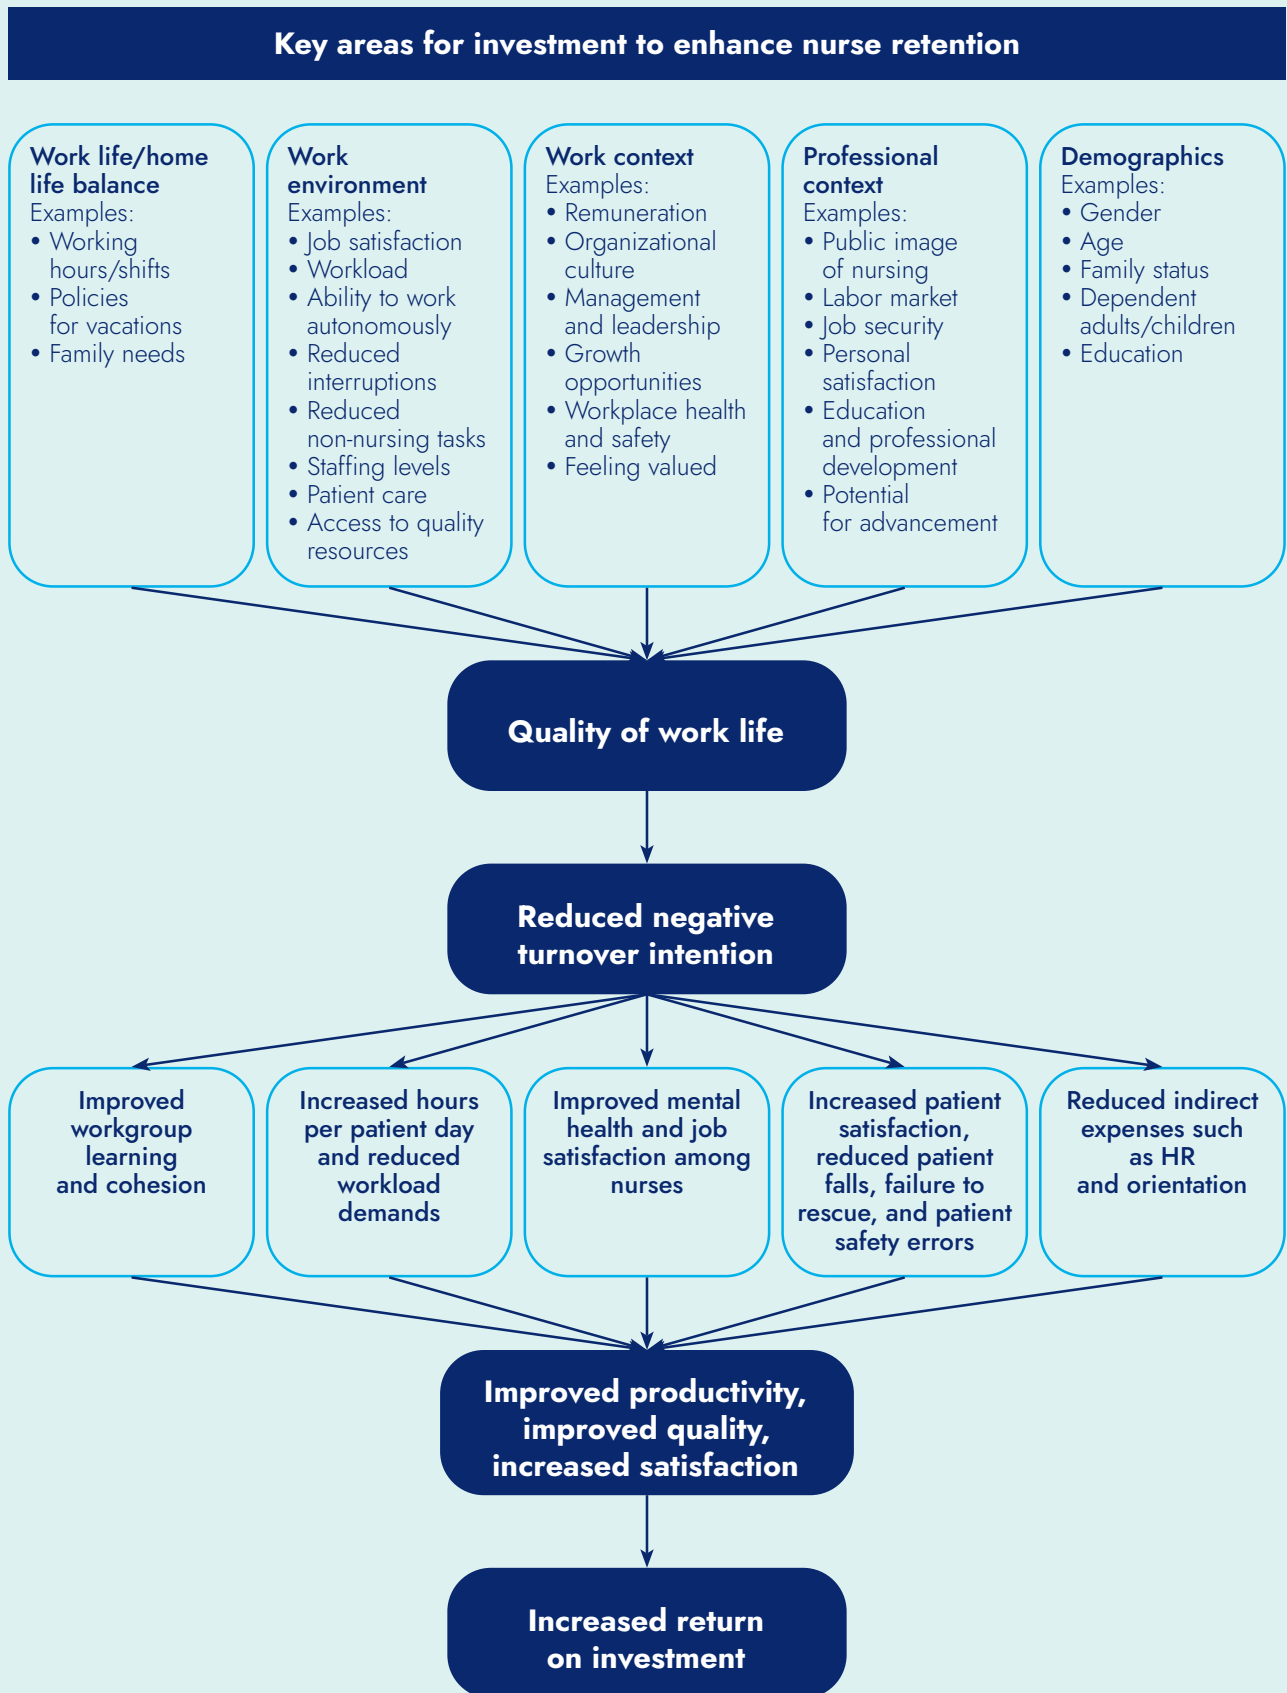 Key areas for investment to enhance nurse retention
Work life/home
life balance
Examples:
• Working
hours/shifts
• Policies
for vacations
• Family needs
Work
environment
Examples:
• Job satisfaction
• Workload
• Ability to work
autonomously
• Reduced
interruptions
• Reduced
non-nursing tasks
• Staffing levels
• Patient care
• Access to quality
resources
Work context
Examples:
• Remuneration
• Organizational
culture
• Management
and leadership
• Growth
opportunities
• Workplace health
and safety
• Feeling valued
Professional
context
Examples:
• Public image
of nursing
• Labor market
• Job security
• Personal
satisfaction
• Education
and professional
development
• Potential
for advancement
Demographics
Examples:
• Gender
• Age
• Family status
• Dependent
adults/children
• Education
Quality of work life
Reduced negative
turnover intention
Improved
workgroup
learning
and cohesion
Increased hours
per patient day
and reduced
workload
demands
Improved mental
health and job
satisfaction among
nurses
Increased patient
satisfaction,
reduced patient
falls, failure to
rescue, and patient
safety errors
Reduced indirect
expenses such
as HR
and orientation
Improved productivity,
improved quality,
increased satisfaction
Increased return
on investment